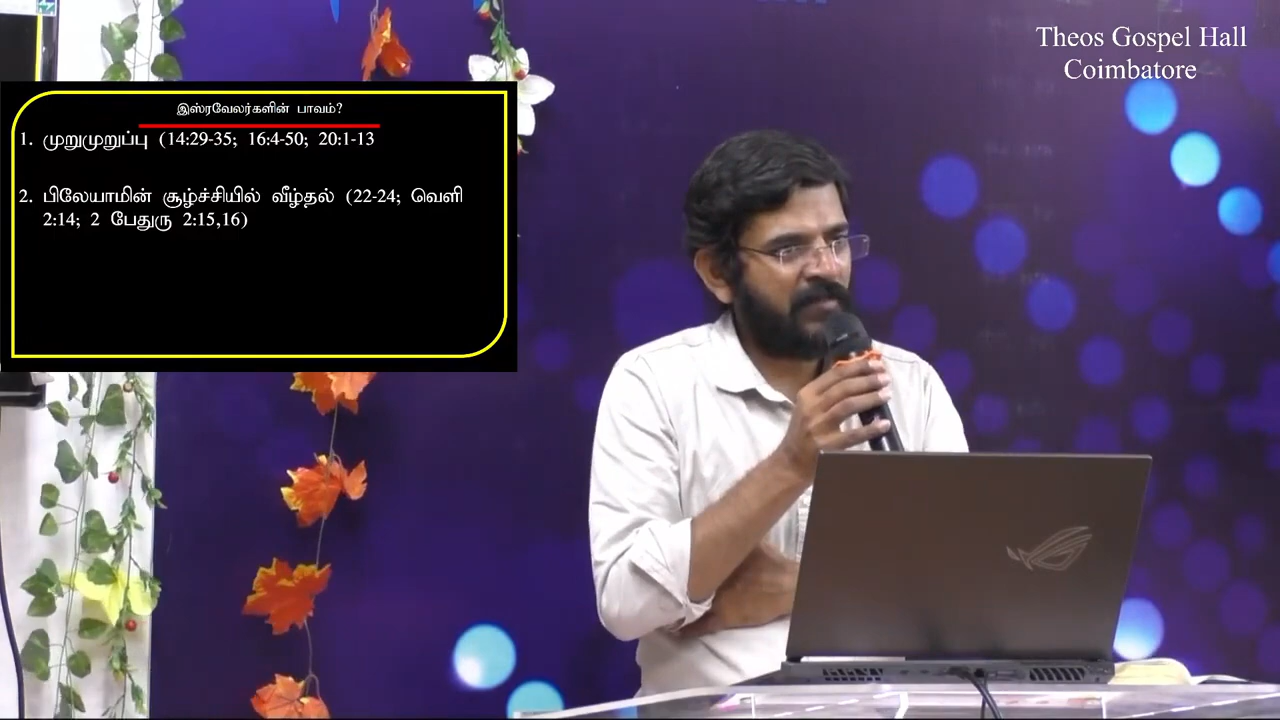 Theos Gospel Hall
Coimbatore
இஸ்ரவேலர்களின் பாவம்?
1. முறுமுறுப்பு (14:29-35; 16:4-50; 20:1-13
2. பிலேயாமின் சூழ்ச்சியில் வீழ்தல் (22-24; வெளி
2:14; 2 பேதுரு 2:15,16)